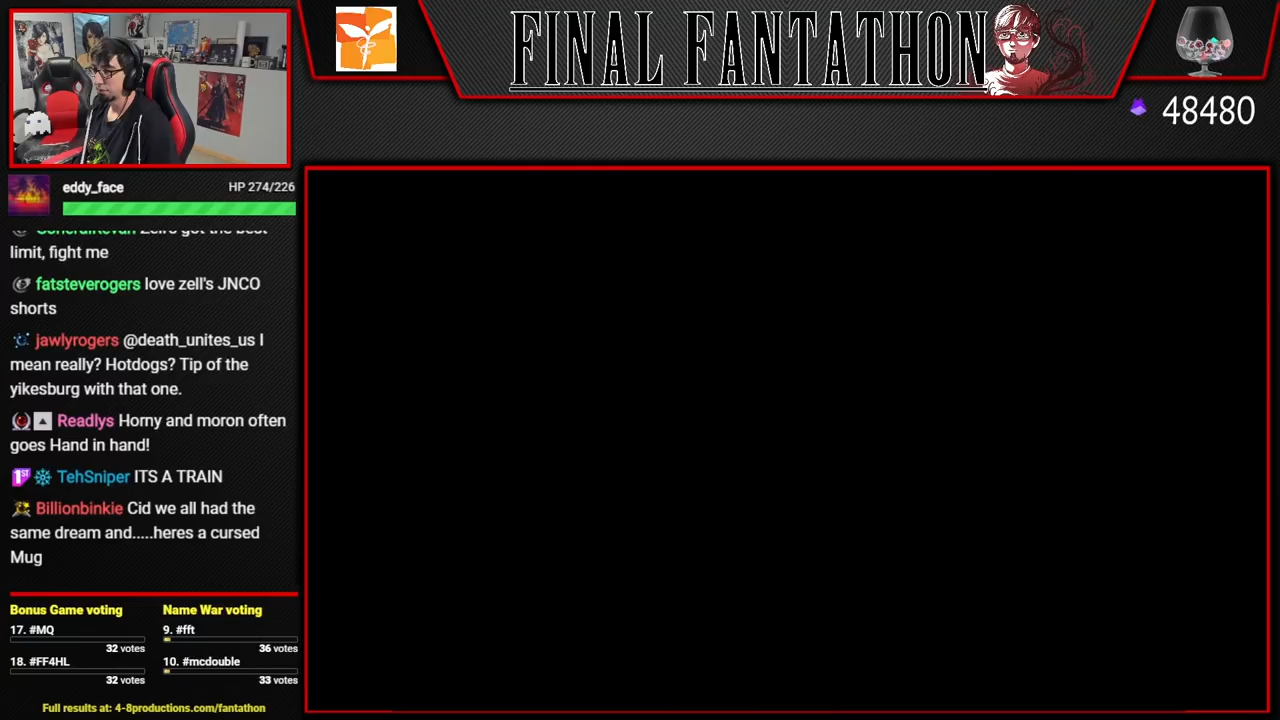 FINAL FANTATHON
48480
eddy_face HP 274/226
limit, fight me
fatsteverogers love zell's JNCO
shorts
jawlyrogers @death_unites_us I
mean really? Hotdogs? Tip of the
yikesburg with that one.
Readlys Horny and moron often
goes Hand in hand!
1ST TehSniper ITS A TRAIN
Billionbinkie Cid we all had the
same dream and.....heres a cursed
Mug
Bonus Game voting
17. #MQ
32 votes
18. #FF4HL
32 votes
Name War voting
9. #fft
36 votes
10. #mcdouble
33 votes
Full results at: 4-8productions.com/fantathon